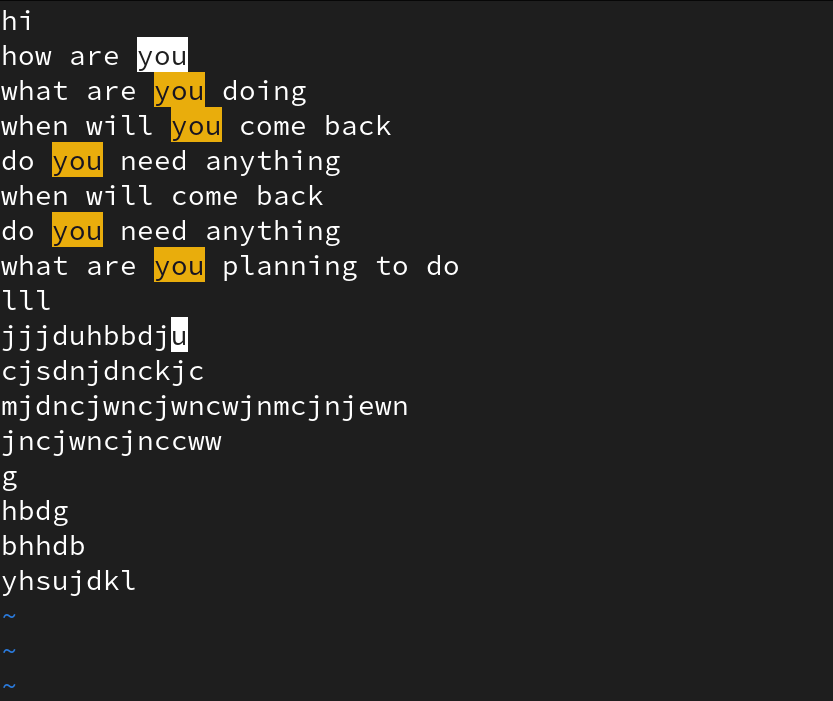 hi
how are you
what are you doing
when will you come back
do you need anything
when will come back
do you need anything
what are you planning to do
lll
jjjduhbbdju
cjsdnjdnckjc
mjdncjwncjwncwjnmcjnjewn
jncjwncjnccww
g
hbdg
bhhdb
yhsujdkl
~
~
~